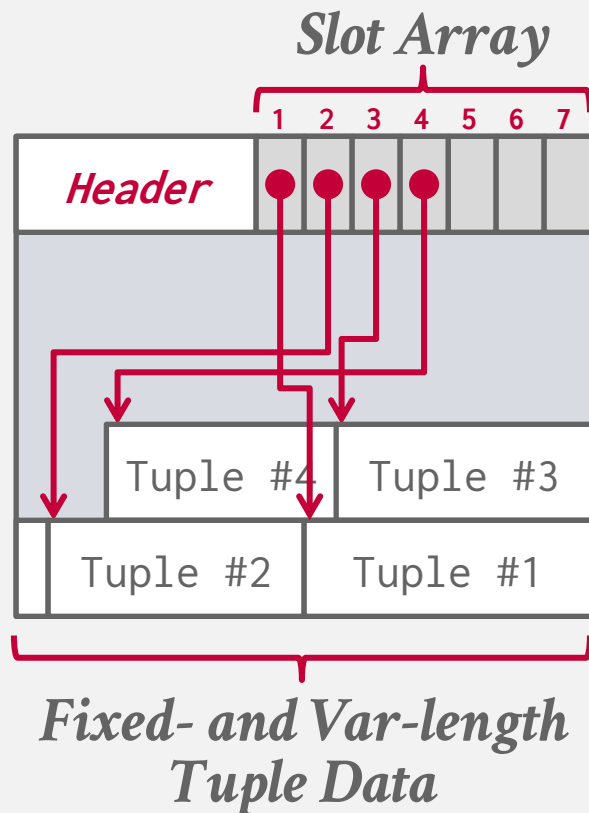 Slot Array
1 2 3 4 5 6 7
Header
Tuple #4 Tuple #3
Tuple #2 Tuple #1
Fixed- and Var-length
Tuple Data